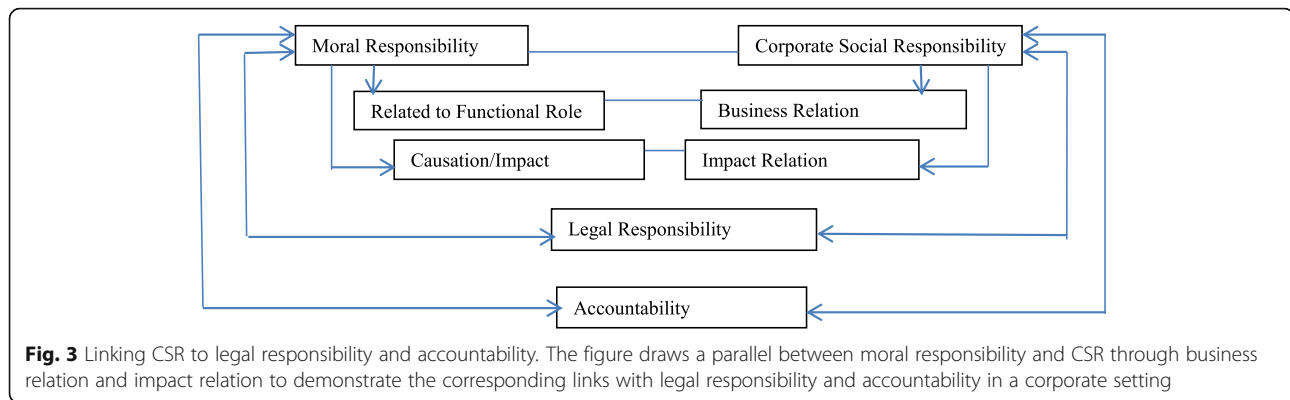 Moral Responsibility
Corporate Social Responsibility
Related to Functional Role
Business Relation
Causation/Impact
Impact Relation
Legal Responsibility
Accountability
Fig. 3 Linking CSR to legal responsibility and accountability. The figure draws a parallel between moral responsibility and CSR through business
relation and impact relation to demonstrate the corresponding links with legal responsibility and accountability in a corporate setting